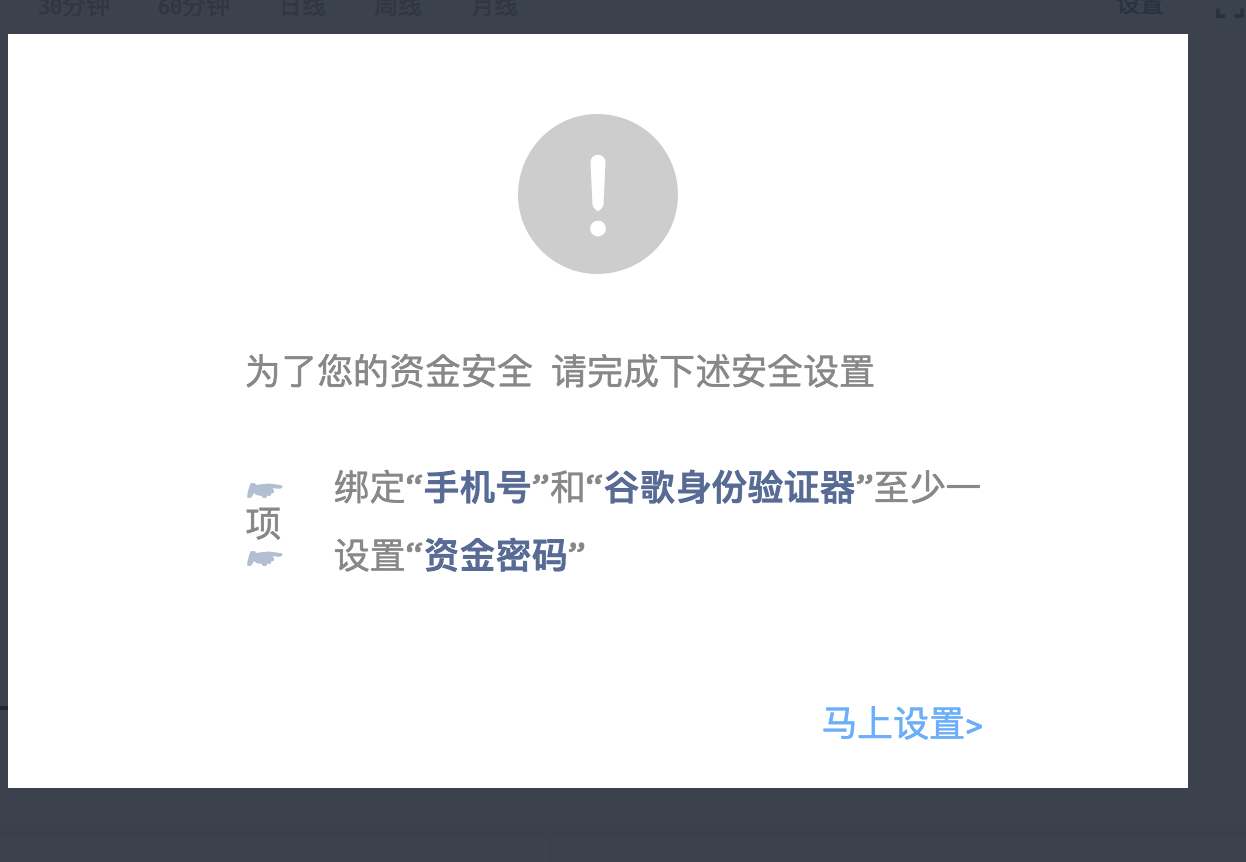 30分钟 60分钟 日线 周线 月线 设置
为了您的资金安全 请完成下述安全设置
绑定“手机号”和“谷歌身份验证器”至少一
项
设置“资金密码”
马上设置>